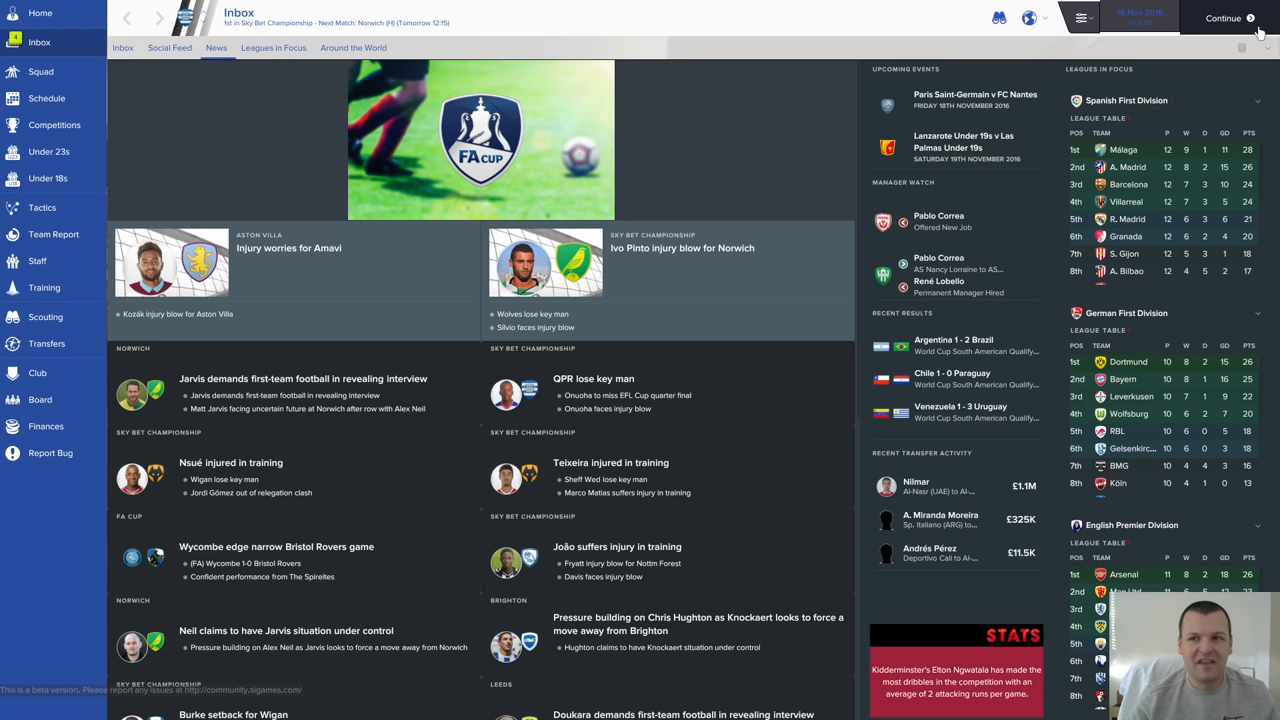 Home
4
Inbox
Squad
Schedule
Competitions
U23
Under 23s
U18
Under 18s
Tactics
Team Report
Staff
Training
Scouting
Transfers
Club
Board
Finances
Report Bug
Inbox
1st in Sky Bet Championship - Next Match: Norwich (H) (Tomorrow 12:15)
18 Nov 2016
Continue
Inbox
Social Feed
News
Leagues in Focus
Around the World
FA CUP
ASTON VILLA
Injury worries for Amavi
Kozák injury blow for Aston Villa
SKY BET CHAMPIONSHIP
Ivo Pinto injury blow for Norwich
Wolves lose key man
Sílvio faces injury blow
NORWICH
Jarvis demands first-team football in revealing interview
Jarvis demands first-team football in revealing interview
Matt Jarvis facing uncertain future at Norwich after row with Alex Neil
SKY BET CHAMPIONSHIP
QPR lose key man
Onuoha to miss EFL Cup quarter final
Onuoha faces injury blow
SKY BET CHAMPIONSHIP
Nsué injured in training
Wigan lose key man
Jordi Gómez out of relegation clash
SKY BET CHAMPIONSHIP
Teixeira injured in training
Sheff Wed lose key man
Marco Matias suffers injury in training
FA CUP
Wycombe edge narrow Bristol Rovers game
(FA) Wycombe 1-0 Bristol Rovers
Confident performance from The Spireites
SKY BET CHAMPIONSHIP
João suffers injury in training
Fryatt injury blow for Nottm Forest
Davis faces injury blow
NORWICH
Neil claims to have Jarvis situation under control
Pressure building on Alex Neil as Jarvis looks to force a move away from Norwich
BRIGHTON
Pressure building on Chris Hughton as Knockaert looks to force a
move away from Brighton
Hughton claims to have Knockaert situation under control
SKY BET CHAMPIONSHIP
Burke setback for Wigan
LEEDS
Doukara demands first-team football in revealing interview
This is a beta version. Please report any issues at http://community.sigames.com/
UPCOMING EVENTS
Paris Saint-Germain v FC Nantes
FRIDAY 18TH NOVEMBER 2016
Lanzarote Under 19s v Las
Palmas Under 19s
SATURDAY 19TH NOVEMBER 2016
MANAGER WATCH
Pablo Correa
Offered New Job
Pablo Correa
AS Nancy Lorraine to AS...
René Lobello
Permanent Manager Hired
RECENT RESULTS
Argentina 1 - 2 Brazil
World Cup South American Qualify...
Chile 1 - 0 Paraguay
World Cup South American Qualify...
Venezuela 1 - 3 Uruguay
World Cup South American Qualify...
RECENT TRANSFER ACTIVITY
Nilmar
Al-Nasr (UAE) to Al-...
£1.1M
A. Miranda Moreira
Sp. Italiano (ARG) to...
£325K
Andrés Pérez
Deportivo Cali to Al-...
£11.5K
STATS
Kidderminster's Elton Ngwatala has made the
most dribbles in the competition with an
average of 2 attacking runs per game.
LEAGUES IN FOCUS
Spanish First Division
LEAGUE TABLE
POS TEAM P W D GD PTS
1st Málaga 12 9 1 11 28
2nd A. Madrid 12 8 2 15 26
3rd Barcelona 12 7 3 10 24
4th Villarreal 12 7 3 5 24
5th R. Madrid 12 6 3 6 21
6th Granada 12 6 2 4 20
7th S. Gijon 12 5 3 1 18
8th A. Bilbao 12 4 5 2 17
German First Division
LEAGUE TABLE
POS TEAM P W D GD PTS
1st Dortmund 10 8 2 15 26
2nd Bayern 10 8 1 16 25
3rd Leverkusen 10 7 1 9 22
4th Wolfsburg 10 6 2 7 20
5th RBL 10 6 0 5 18
6th Gelsenkirc... 10 6 0 3 18
7th BMG 10 4 4 3 16
8th Köln 10 4 1 0 13
English Premier Division
LEAGUE TABLE
POS TEAM P W D GD PTS
1st Arsenal 11 8 2 18 26
2nd
3rd
4th
5th
6th
7th
8th